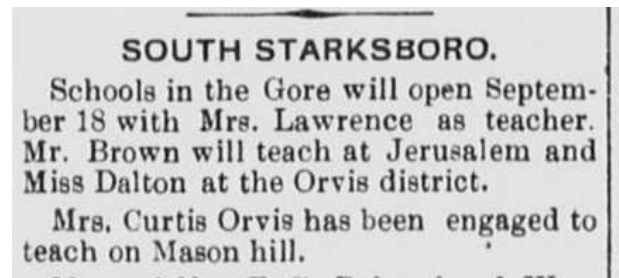 SOUTH STARKSBORO.
Schools in the Gore will open Septem-
ber 18 with Mrs. Lawrence as teacher.
Mr. Brown will teach at Jerusalem and
Miss Dalton at the Orvis district.
Mrs. Curtis Orvis has been engaged to
teach on Mason hill.